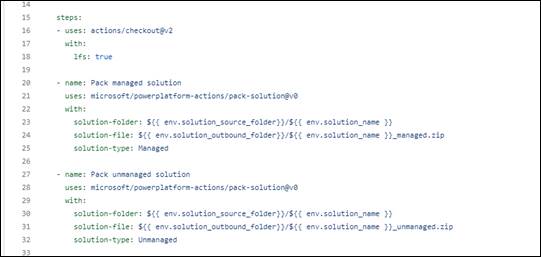 14
15 steps:
16 - uses: actions/checkout@v2
17 with:
18 lfs: true
19
20 - name: Pack managed solution
21 uses: microsoft/powerplatform-actions/pack-solution@v0
22 with:
23 solution-folder: ${{ env.solution_source_folder}}/${{ env.solution_name }}
24 solution-file: ${{ env.solution_outbound_folder}}/${{ env.solution_name }}_managed.zip
25 solution-type: Managed
26
27 - name: Pack unmanaged solution
28 uses: microsoft/powerplatform-actions/pack-solution@v0
29 with:
30 solution-folder: ${{ env.solution_source_folder}}/${{ env.solution_name }}
31 solution-file: ${{ env.solution_outbound_folder}}/${{ env.solution_name }}_unmanaged.zip
32 solution-type: Unmanaged
33